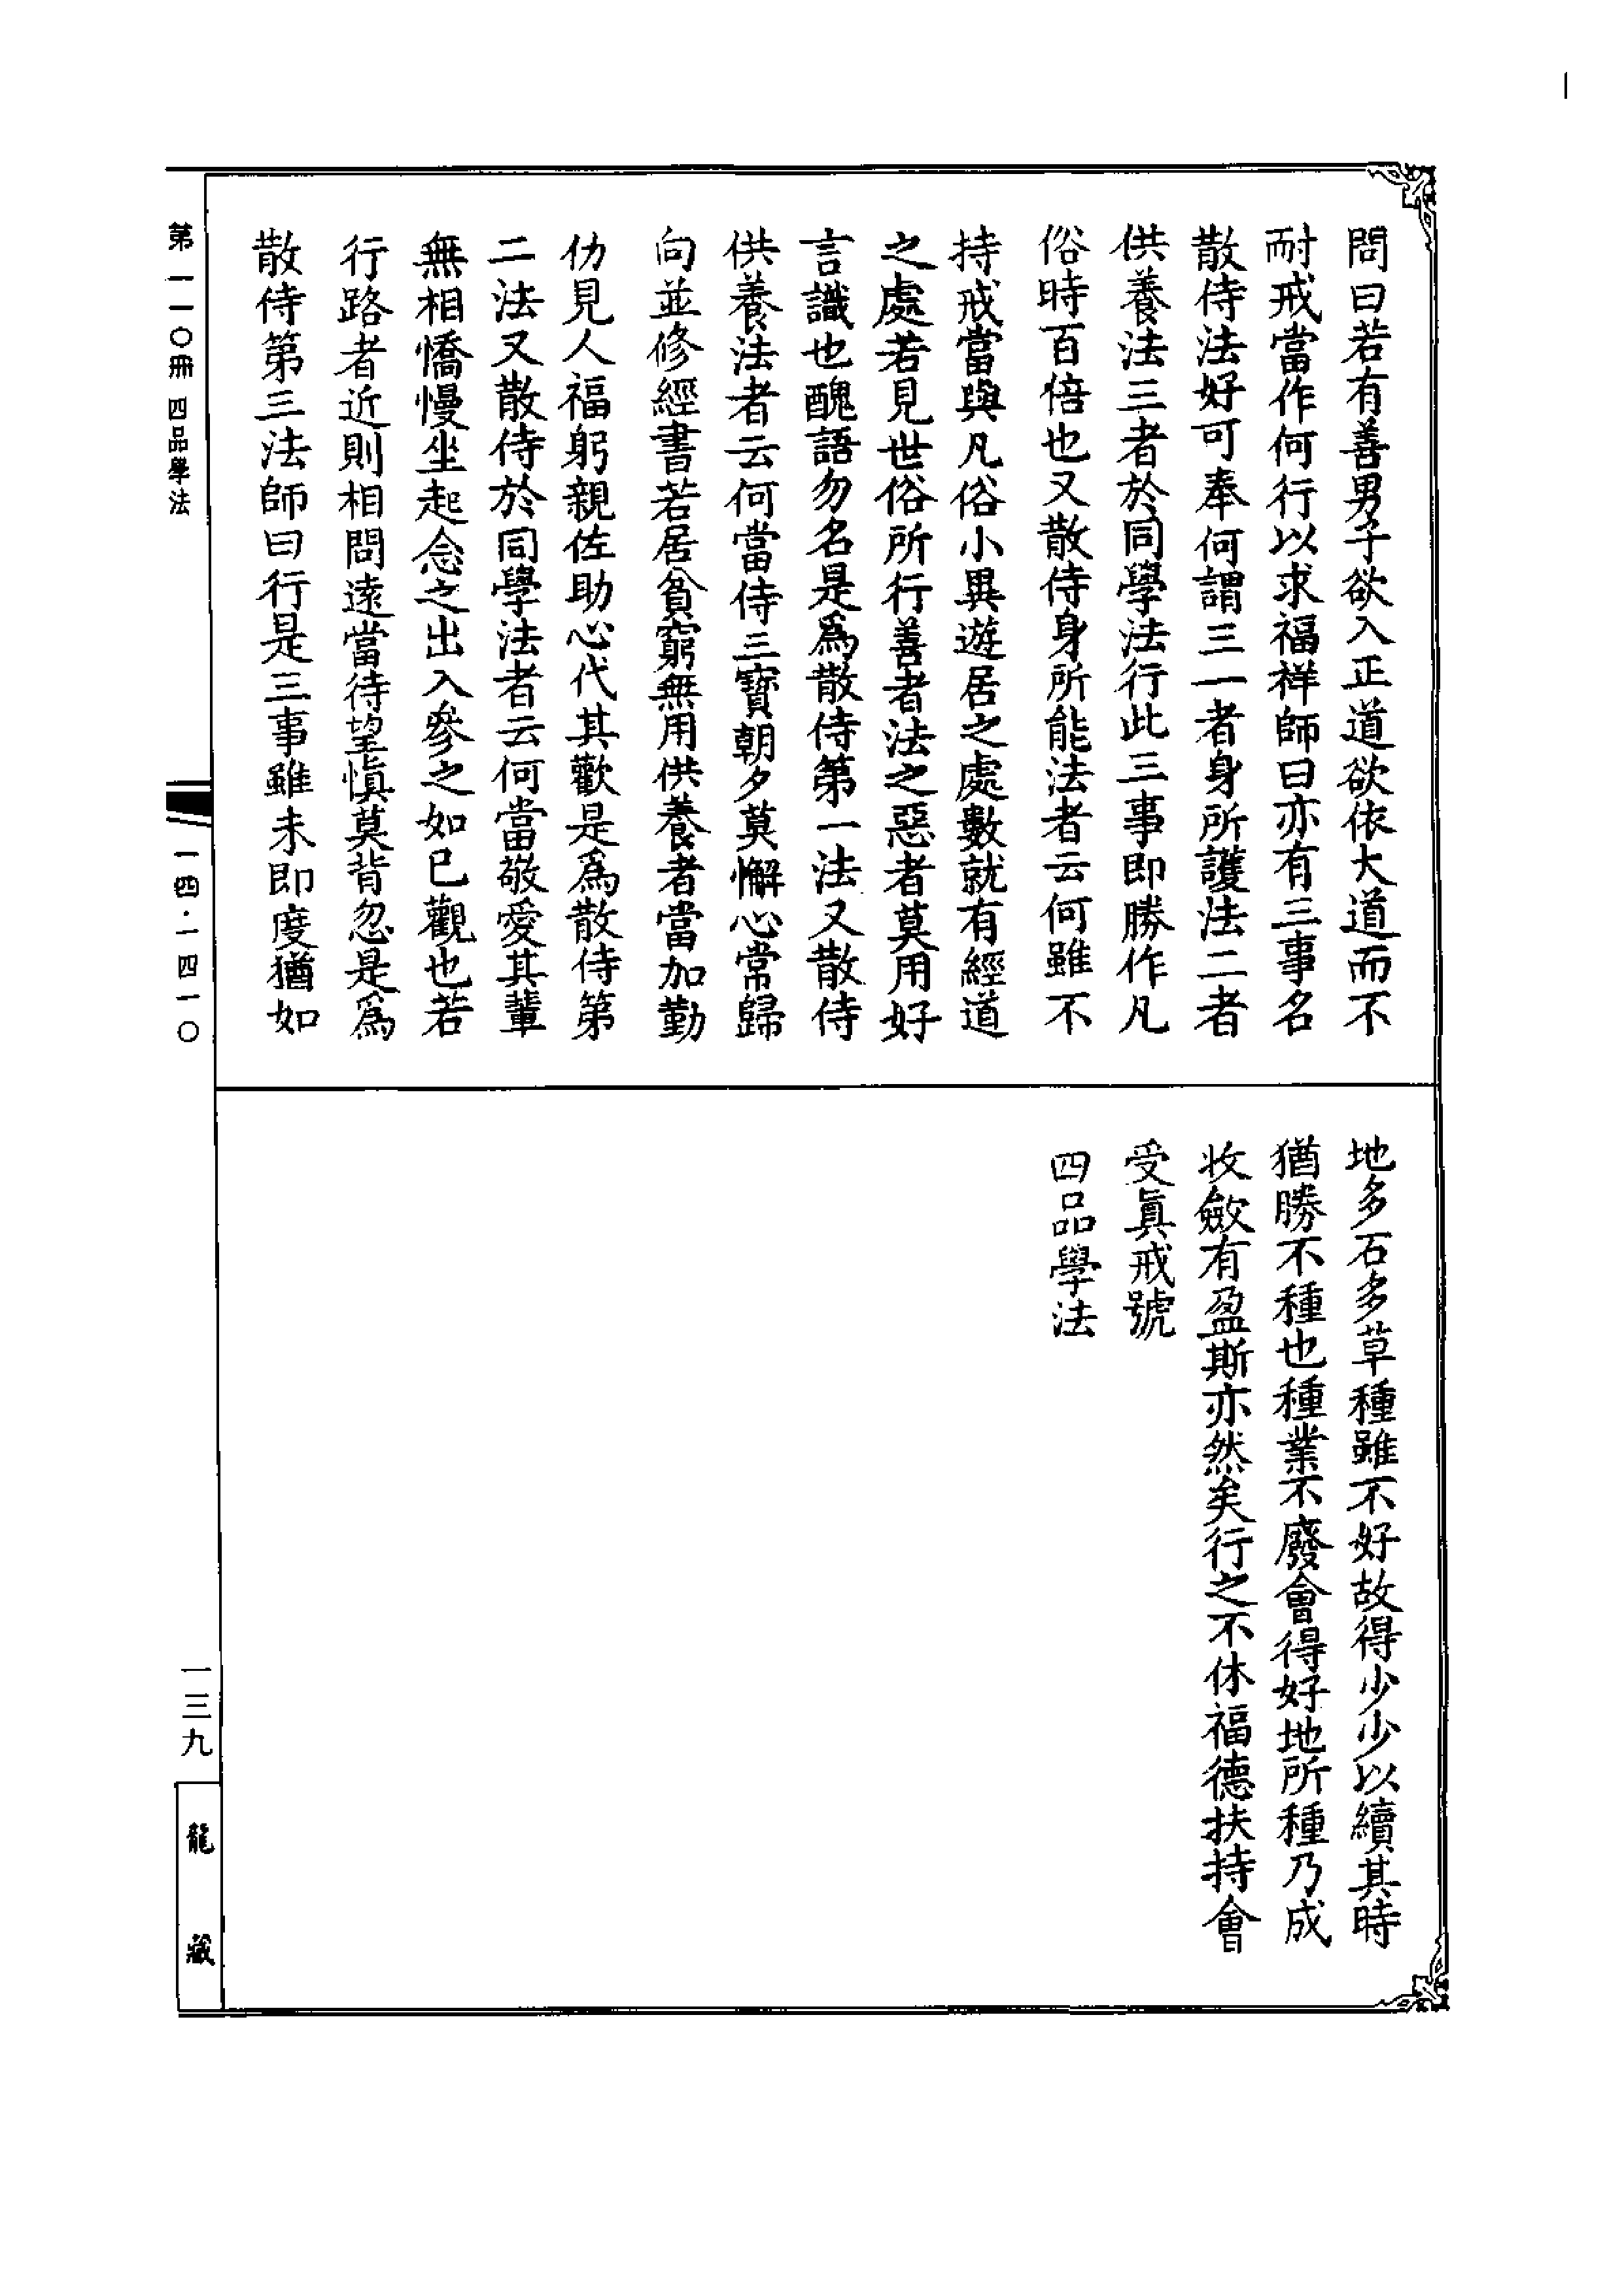 問曰若有善男子欲入正道欲依大道而不
耐戒當作何行以求福祥師曰亦有三事名
散侍法好可奉何謂三一者身所護法二者
供養法三者於同學法行此三事即勝作凡
俗時百倍也又散侍身所能法者云何雖不
持戒當與凡俗小異遊居之處數就有經道
之處若見世俗所行善者法之惡者莫用好
言識也醜語勿名是為散侍第一法又散侍
供養法者云何當侍三寶朝夕莫懈心常歸
向並修經書若居貧窮無用供養者當加勤
仂見人福躬親佐助心代其歡是為散侍第
二法又散侍於同學法者云何當敬愛其輩
無相憍慢坐起念之出入參之如已觀也若
行路者近則相問遠當待望慎莫背忽是為
散侍第三法師曰行是三事雖未即度猶如
地多石多草種雖不好故得少少以續其時
猶勝不種也種業不廢會得好地所種乃成
收斂有盈斯亦然矣行之不休福德扶持會
受眞戒號
四品學法
第一一〇冊 四品學法
一四·一四一〇
一三九
龍藏